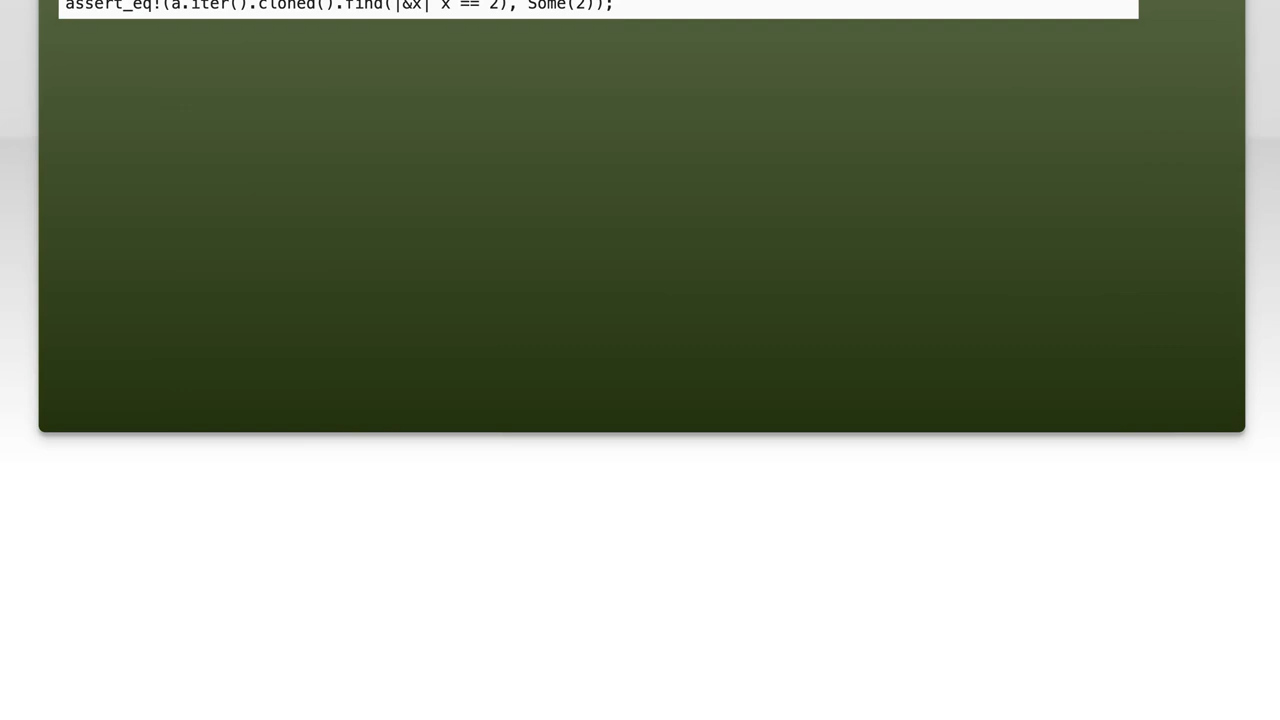 assert_eq!(a.iter().cloned().find(|&x| x == 2), Some(2));